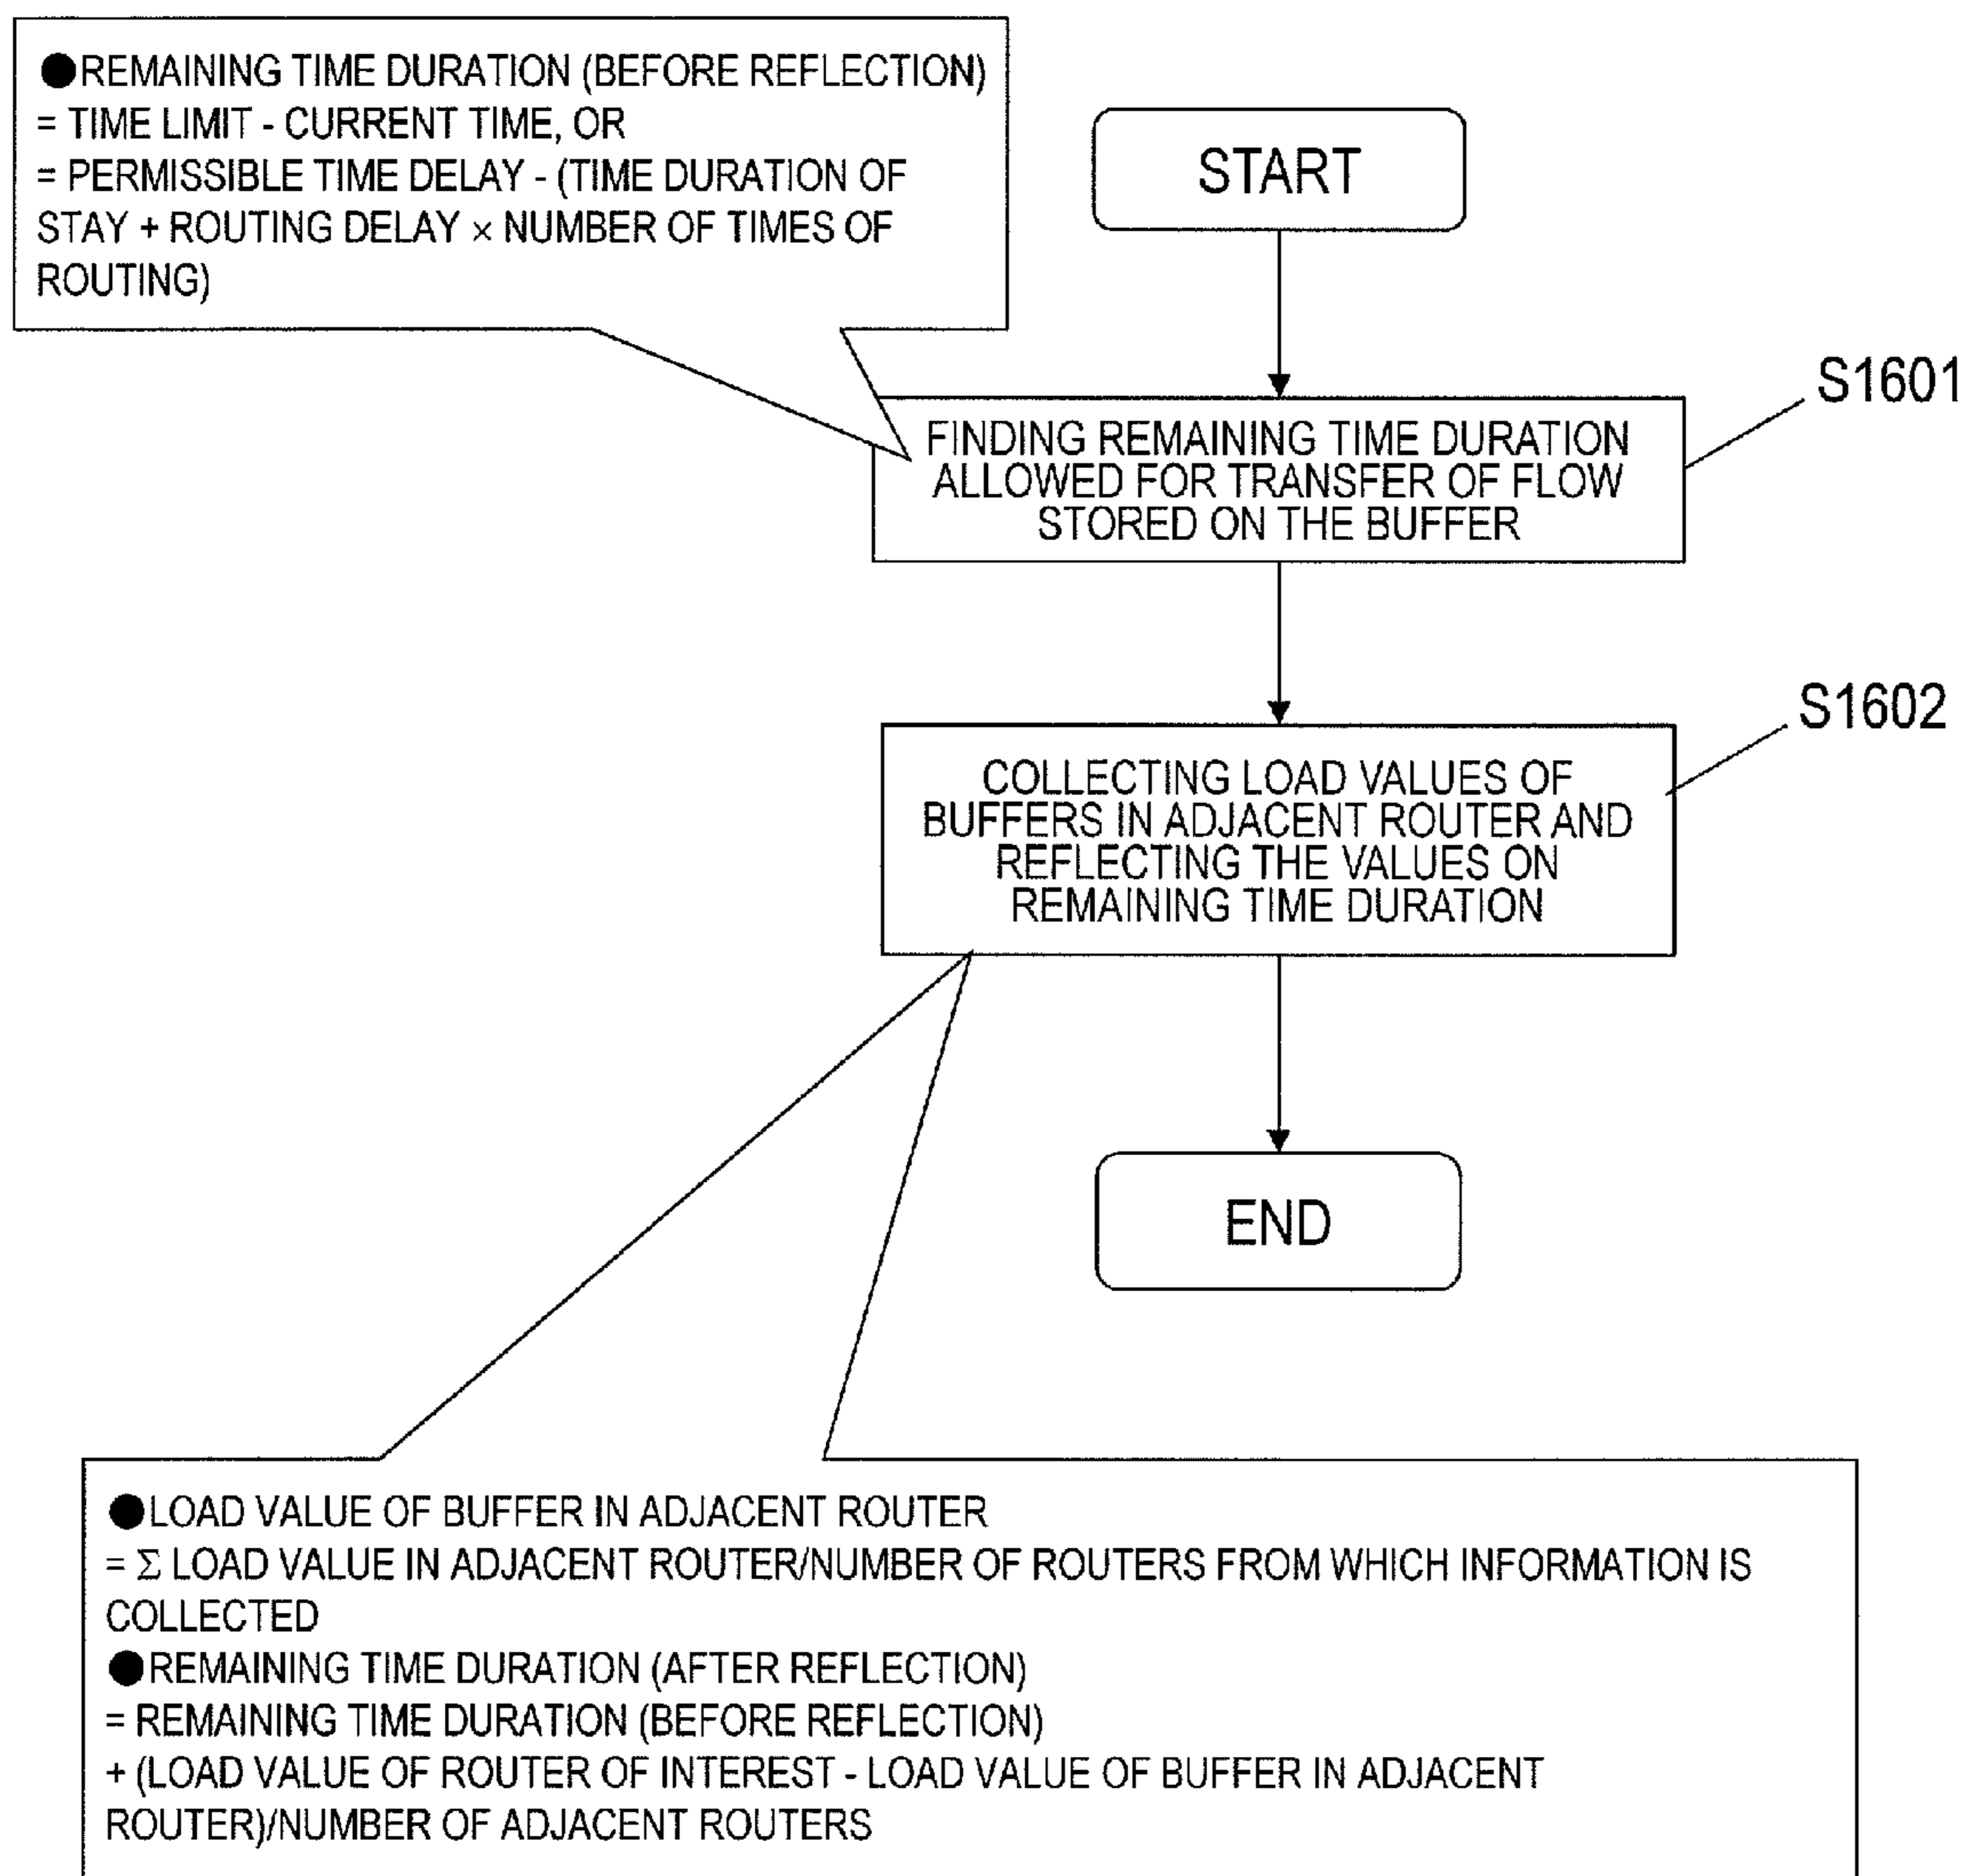 ●REMAINING TIME DURATION (BEFORE REFLECTION)
= TIME LIMIT - CURRENT TIME, OR
= PERMISSIBLE TIME DELAY - (TIME DURATION OF
STAY + ROUTING DELAY × NUMBER OF TIMES OF
ROUTING)
START
S1601
FINDING REMAINING TIME DURATION
ALLOWED FOR TRANSFER OF FLOW
STORED ON THE BUFFER
S1602
COLLECTING LOAD VALUES OF
BUFFERS IN ADJACENT ROUTER AND
REFLECTING THE VALUES ON
REMAINING TIME DURATION
END
●LOAD VALUE OF BUFFER IN ADJACENT ROUTER
= Σ LOAD VALUE IN ADJACENT ROUTER/NUMBER OF ROUTERS FROM WHICH INFORMATION IS
COLLECTED
●REMAINING TIME DURATION (AFTER REFLECTION)
= REMAINING TIME DURATION (BEFORE REFLECTION)
+ (LOAD VALUE OF ROUTER OF INTEREST - LOAD VALUE OF BUFFER IN ADJACENT
ROUTER)/NUMBER OF ADJACENT ROUTERS